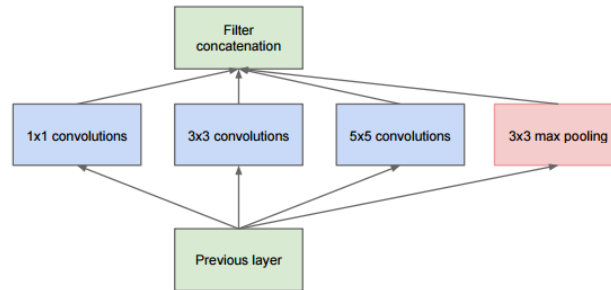 Filter
concatenation
1x1 convolutions
3x3 convolutions
5x5 convolutions
3x3 max pooling
Previous layer